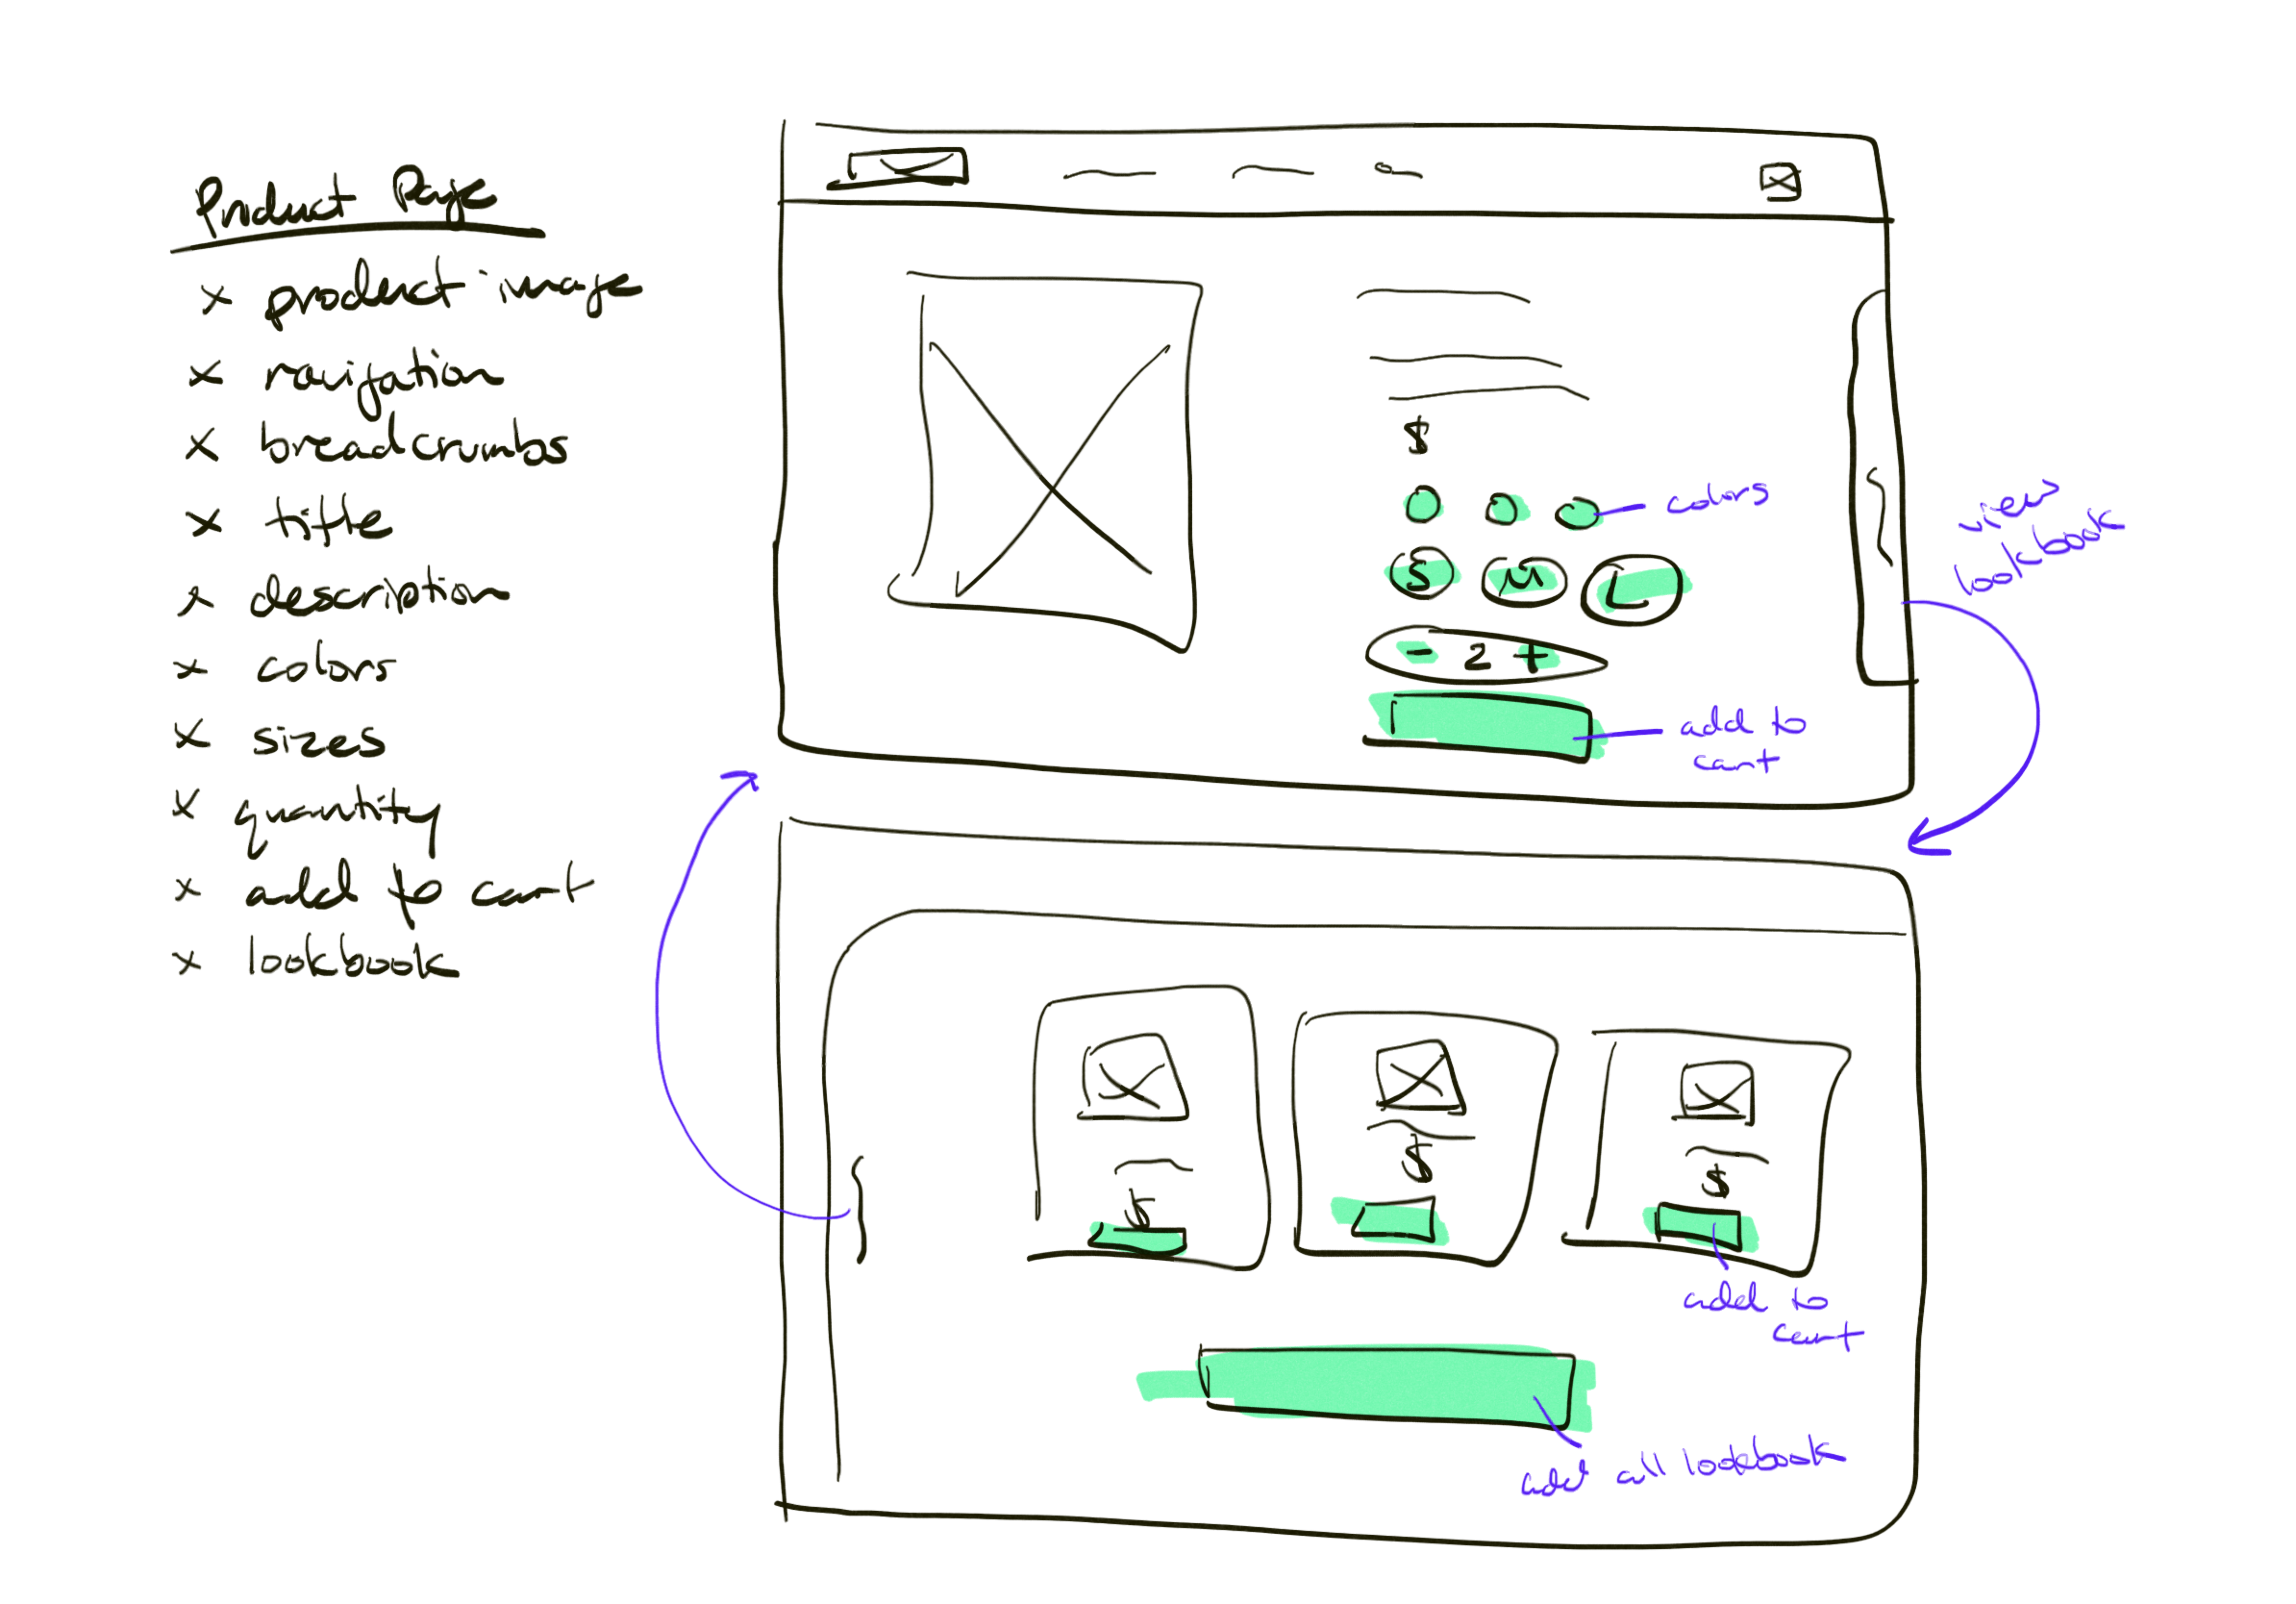 Product Page
x product image
x navigation
x breadcrumbs
x title
x description
x colors
x sizes
x quantity
x add to cart
x lookbook
$
colors
S M L
- 2 +
add to
cart
view
lookbook
$ $ $
add to
cart
add all lookbook